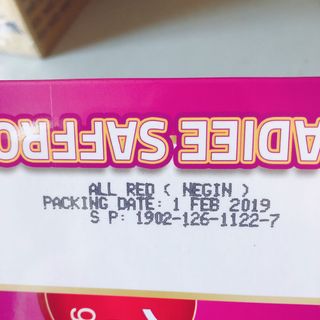 ADIEE SAFFRO
ALL RED ( NEGIN )
PACKING DATE: 1 FEB 2019
S P: 1902-126-1122-7
g